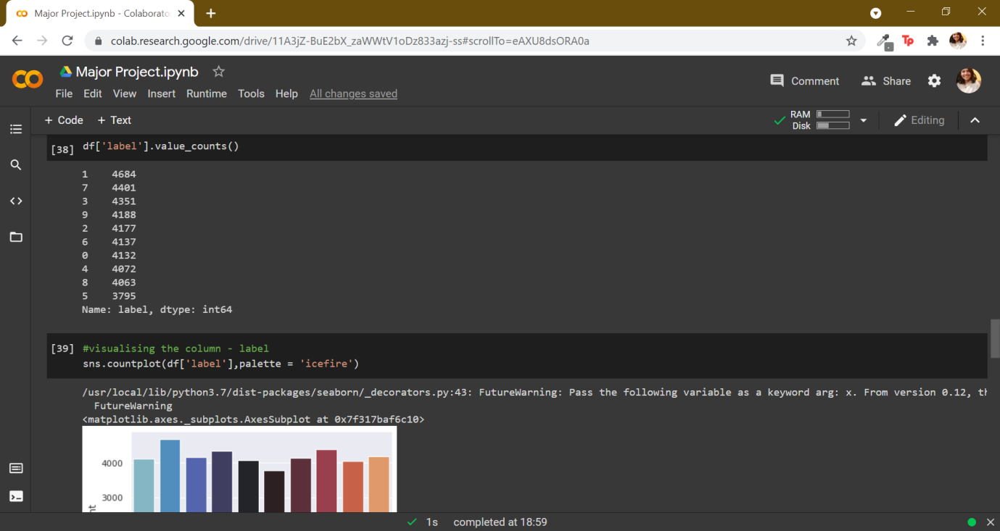 Major Project.ipynb - Colaborato
colab.research.google.com/drive/11A3jZ-BuE2bX_zaWWtV1oDz833azj-ss#scrollTo=eAXU8dsORA0a
Tp
Major Project.ipynb
Comment
Share
File Edit View Insert Runtime Tools Help All changes saved
+ Code + Text
RAM
Disk
Editing
[38] df['label'].value_counts()
1 4684
7 4401
3 4351
9 4188
2 4177
6 4137
0 4132
4 4072
8 4063
5 3795
Name: label, dtype: int64
[39] #visualising the column - label
sns.countplot(df['label'],palette = 'icefire')
/usr/local/lib/python3.7/dist-packages/seaborn/_decorators.py:43: FutureWarning: Pass the following variable as a keyword arg: x. From version 0.12, th
FutureWarning
<matplotlib.axes._subplots.AxesSubplot at 0x7f317baf6c10>
4000
3000
1s completed at 18:59